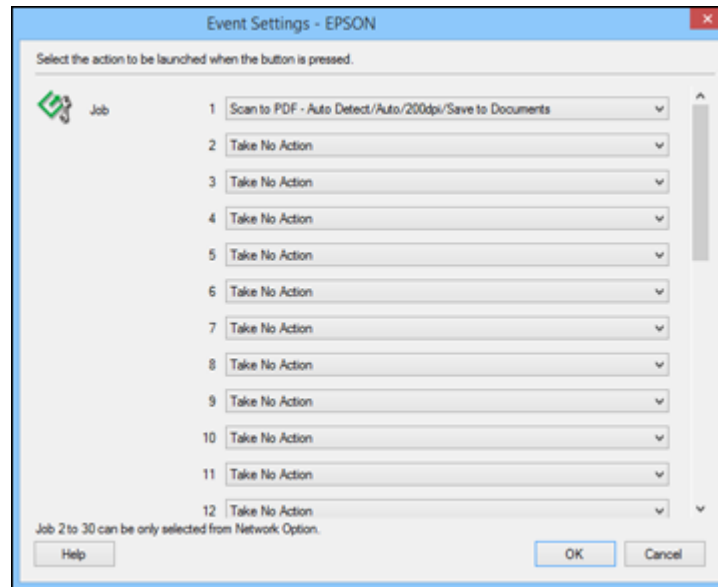 Event Settings - EPSON
Select the action to be launched when the button is pressed.
Job 1 Scan to PDF - Auto Detect/Auto/200dpi/Save to Documents
2 Take No Action
3 Take No Action
4 Take No Action
5 Take No Action
6 Take No Action
7 Take No Action
8 Take No Action
9 Take No Action
10 Take No Action
11 Take No Action
12 Take No Action
Job 2 to 30 can be only selected from Network Option.
Help OK Cancel